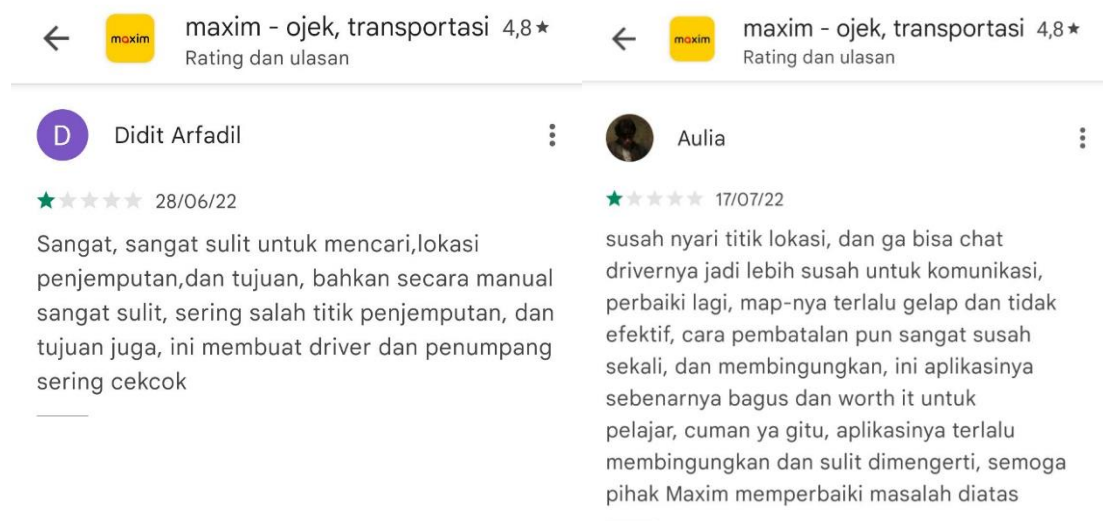 maxim
maxim - ojek, transportasi 4,8★
Rating dan ulasan
D
Didit Arfadil
28/06/22
Sangat, sangat sulit untuk mencari,lokasi
penjemputan,dan tujuan, bahkan secara manual
sangat sulit, sering salah titik penjemputan, dan
tujuan juga, ini membuat driver dan penumpang
sering cekcok
maxim
maxim - ojek, transportasi 4,8★
Rating dan ulasan
Aulia
17/07/22
susah nyari titik lokasi, dan ga bisa chat
drivernya jadi lebih susah untuk komunikasi,
perbaiki lagi, map-nya terlalu gelap dan tidak
efektif, cara pembatalan pun sangat susah
sekali, dan membingungkan, ini aplikasinya
sebenarnya bagus dan worth it untuk
pelajar, cuman ya gitu, aplikasinya terlalu
membingungkan dan sulit dimengerti, semoga
pihak Maxim memperbaiki masalah diatas